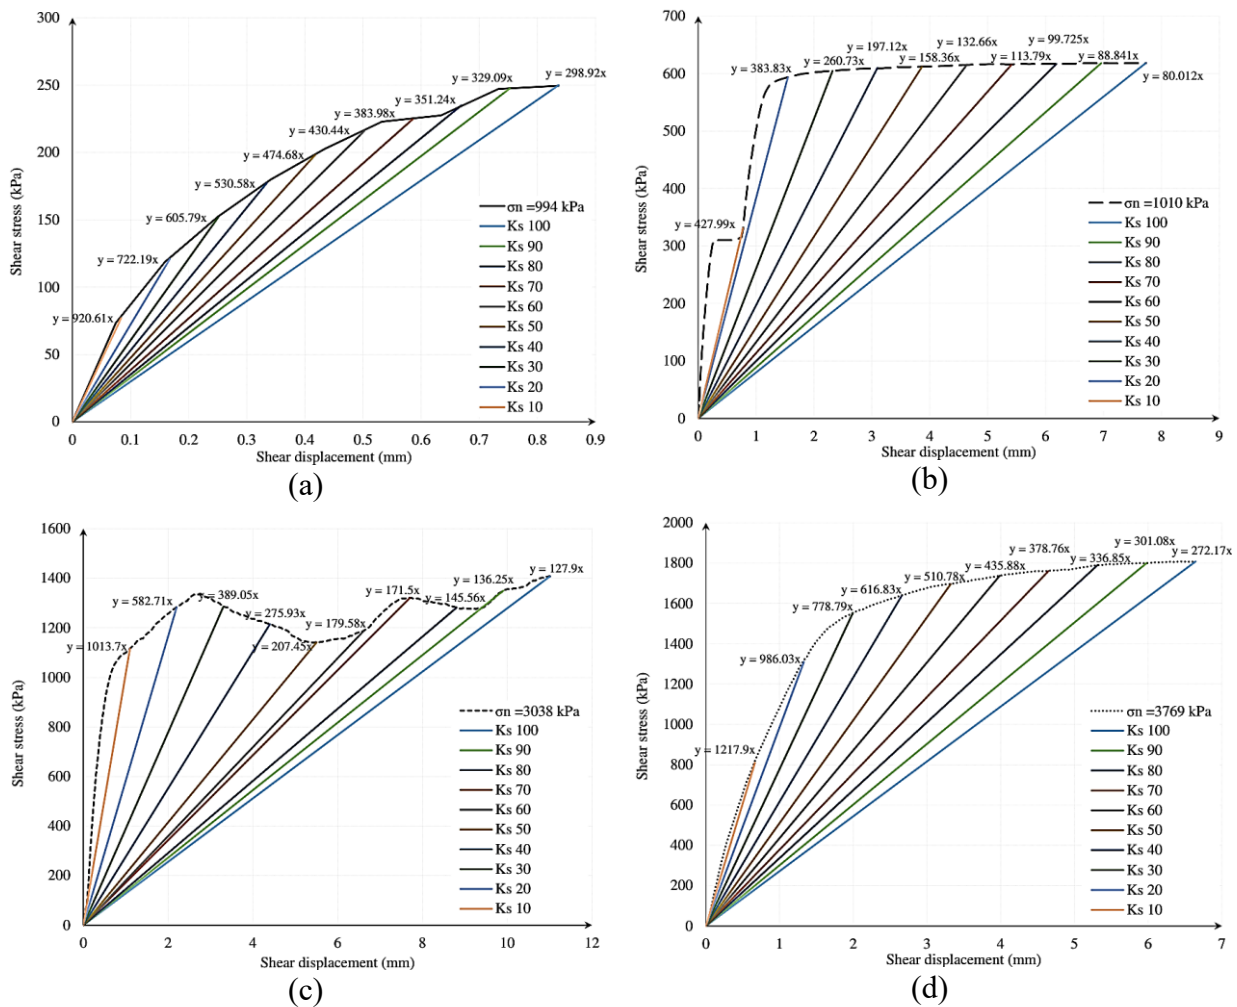 300
250
200
150
100
50
0
0
0.1
0.2
0.3
0.4
0.5
0.6
0.7
0.8
0.9
Shear stress (kPa)
Shear displacement (mm)
y = 920.61x
y = 722.19x
y = 605.79x
y = 530.58x
y = 474.68x
y = 430.44x
y = 383.98x
y = 351.24x
y = 329.09x
y = 298.92x
σn =994 kPa
Ks 100
Ks 90
Ks 80
Ks 70
Ks 60
Ks 50
Ks 40
Ks 30
Ks 20
Ks 10
(a)
700
600
500
400
300
200
100
0
0
1
2
3
4
5
6
7
8
9
Shear stress (kPa)
Shear displacement (mm)
y = 427.99x
y = 383.83x
y = 260.73x
y = 197.12x
y = 158.36x
y = 132.66x
y = 113.79x
y = 99.725x
y = 88.841x
y = 80.012x
σn =1010 kPa
Ks 100
Ks 90
Ks 80
Ks 70
Ks 60
Ks 50
Ks 40
Ks 30
Ks 20
Ks 10
(b)
1600
1400
1200
1000
800
600
400
200
0
0
2
4
6
8
10
12
Shear stress (kPa)
Shear displacement (mm)
y = 1013.7x
y = 582.71x
y = 389.05x
y = 275.93x
y = 207.45x
y = 179.58x
y = 171.5x
y = 145.56x
y = 136.25x
y = 127.9x
σn =3038 kPa
Ks 100
Ks 90
Ks 80
Ks 70
Ks 60
Ks 50
Ks 40
Ks 30
Ks 20
Ks 10
(c)
2000
1800
1600
1400
1200
1000
800
600
400
200
0
0
1
2
3
4
5
6
7
Shear stress (kPa)
Shear displacement (mm)
y = 1217.9x
y = 986.03x
y = 778.79x
y = 616.83x
y = 510.78x
y = 435.88x
y = 378.76x
y = 336.85x
y = 301.08x
y = 272.17x
σn =3769 kPa
Ks 100
Ks 90
Ks 80
Ks 70
Ks 60
Ks 50
Ks 40
Ks 30
Ks 20
Ks 10
(d)